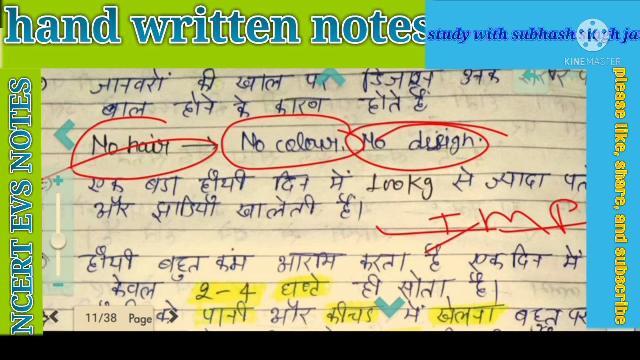 hand written notes
study with subhash
KINEMASTER
NCERT EVS NOTES
please like, share, and subscribe
जानवरों की खाल पर डिजाइन उनके शरीर
बाल होने के कारण होते हैं
No hair → No colour. No design.
एक बडा हाथी दिन में 100Kg से ज्यादा
और झाडियाँ खालेती हैं।
IMP
हाथी बहुत कम आराम करता है एक दिन में
केवल 2-4 घण्टे ही सोता है।
को पानी और कीचड में खेलना बहुत
11/38 Page